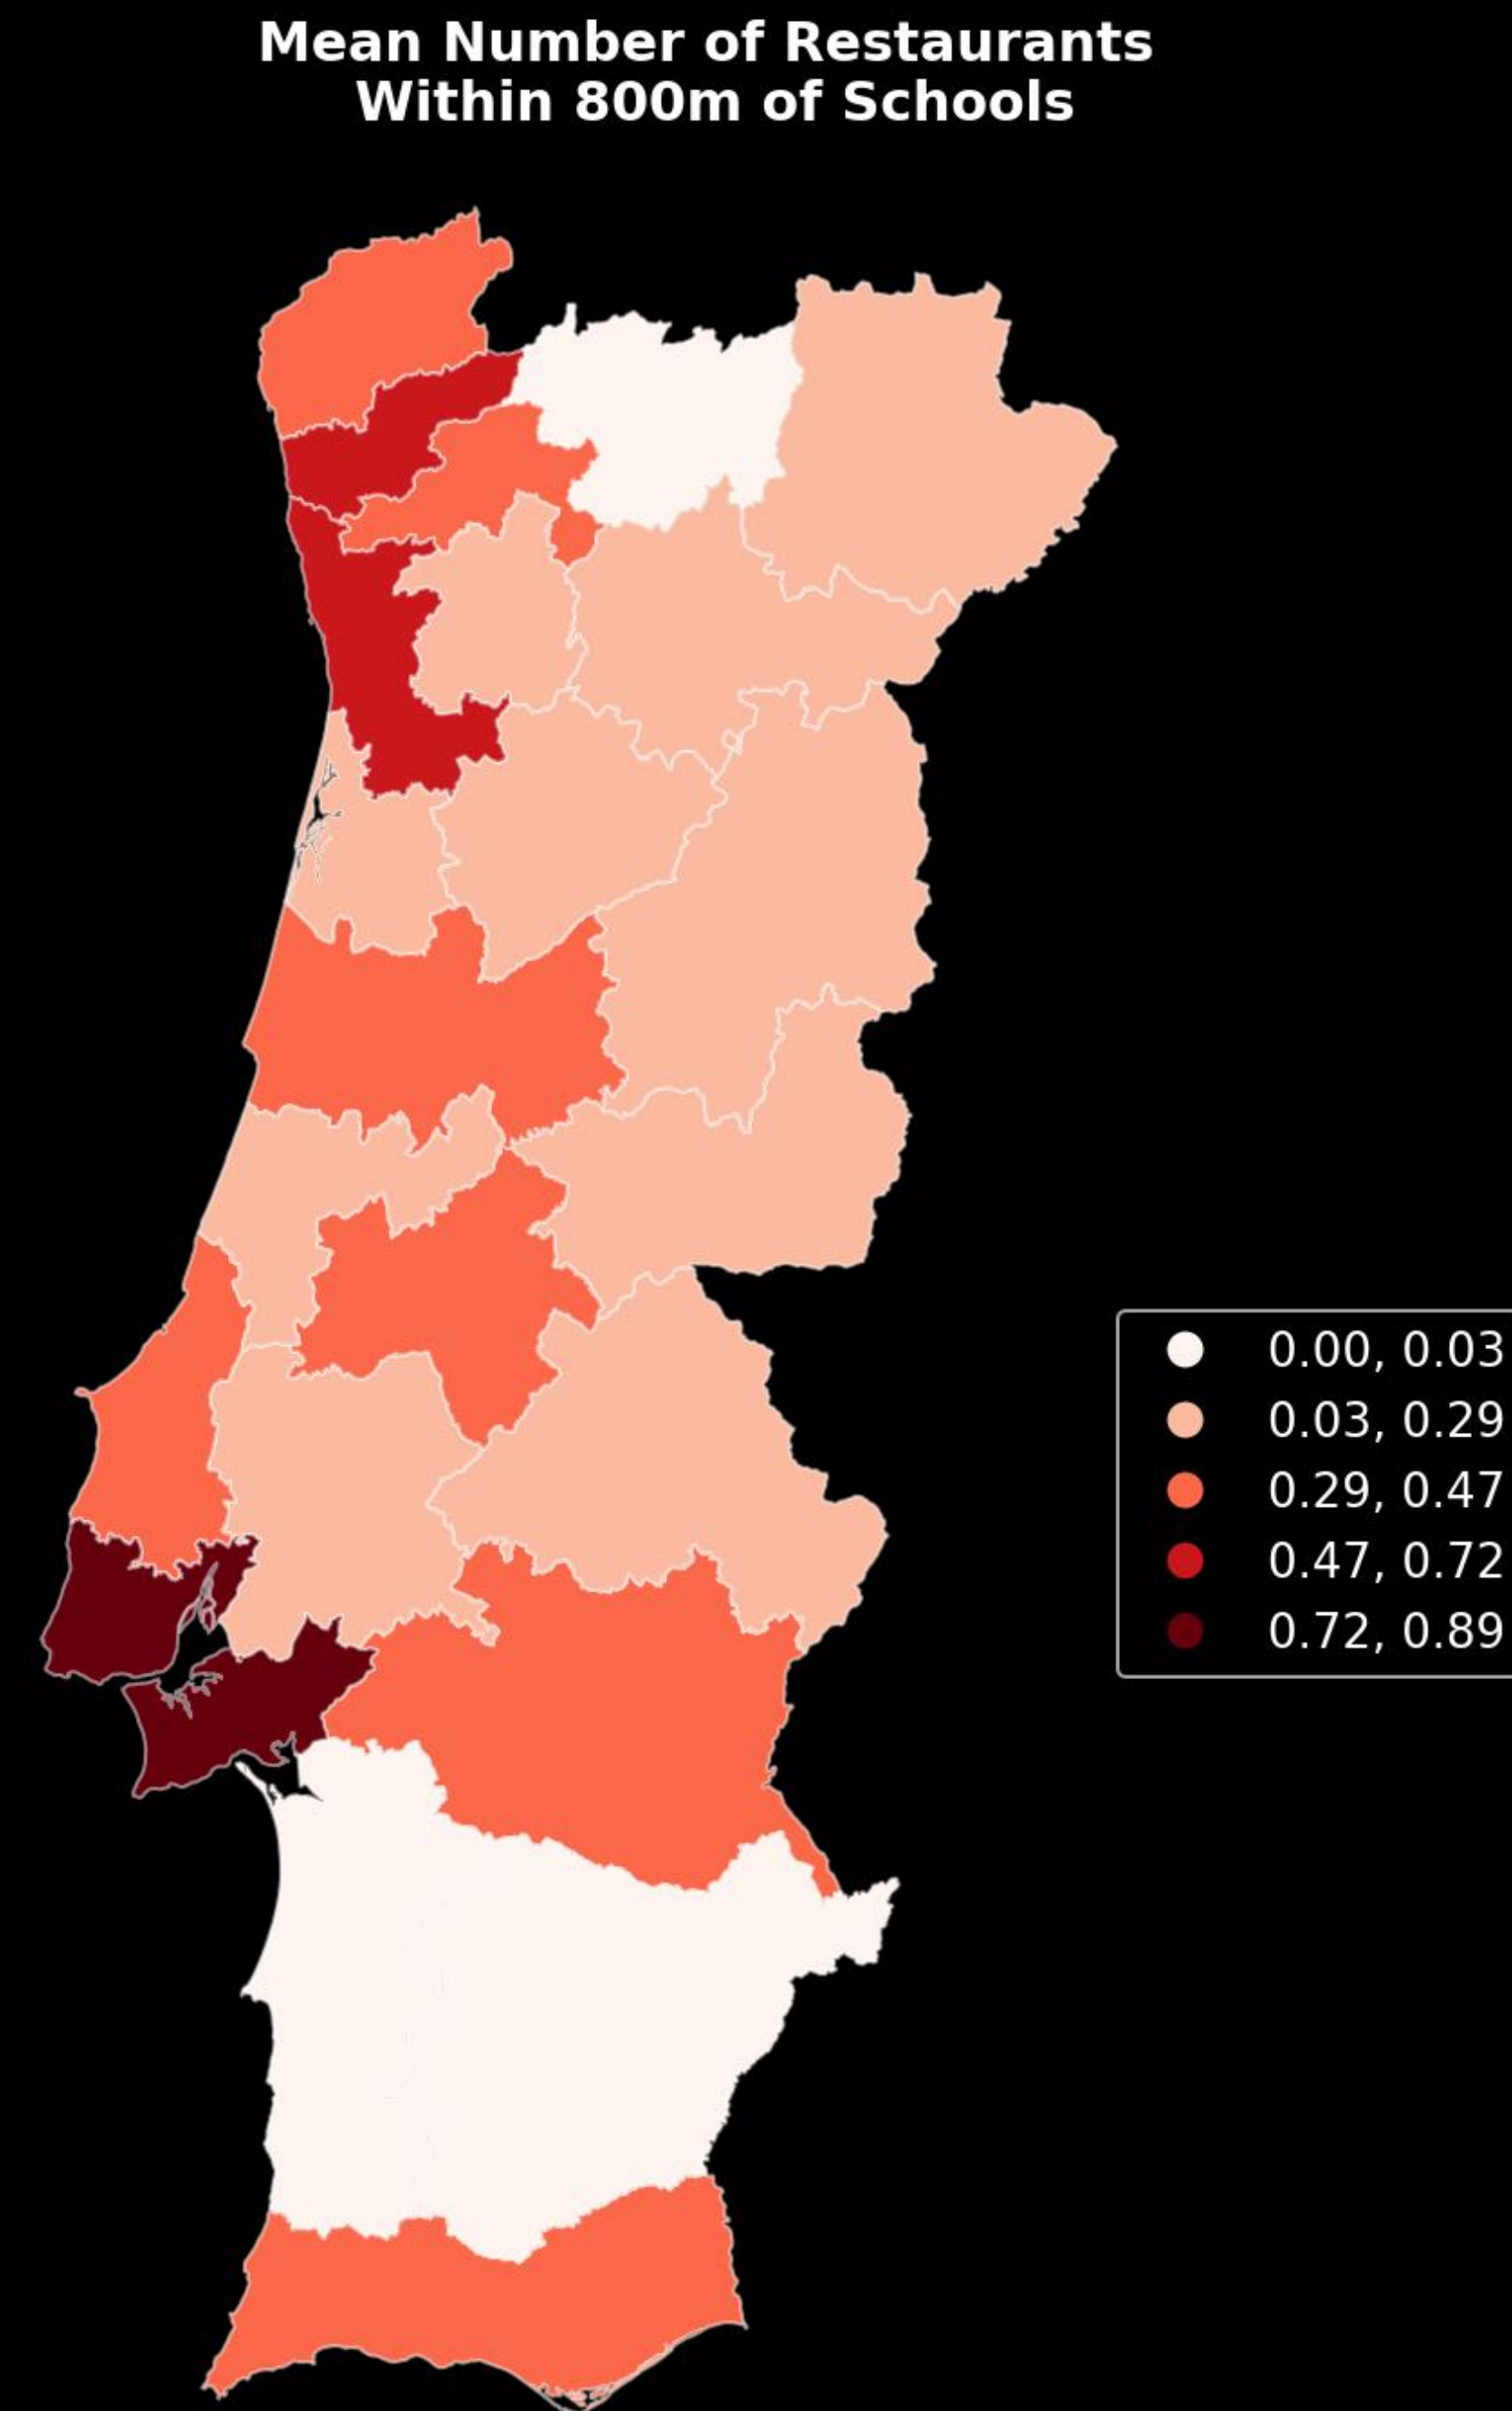 Mean Number of Restaurants
Within 800m of Schools
0.00, 0.03
0.03, 0.29
0.29, 0.47
0.47, 0.72
0.72, 0.89